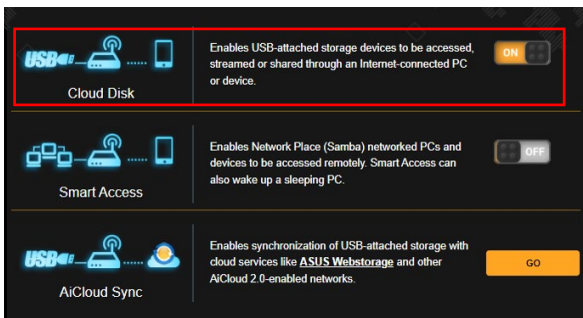 Enables USB-attached storage devices to be accessed,
streamed or shared through an Internet-connected PC
or device.
ON
USB
Cloud Disk
Enables Network Place (Samba) networked PCs and
devices to be accessed remotely. Smart Access can
also wake up a sleeping PC.
OFF
Smart Access
Enables synchronization of USB-attached storage with
cloud services like ASUS Webstorage and other
AiCloud 2.0-enabled networks.
GO
USB
AiCloud Sync